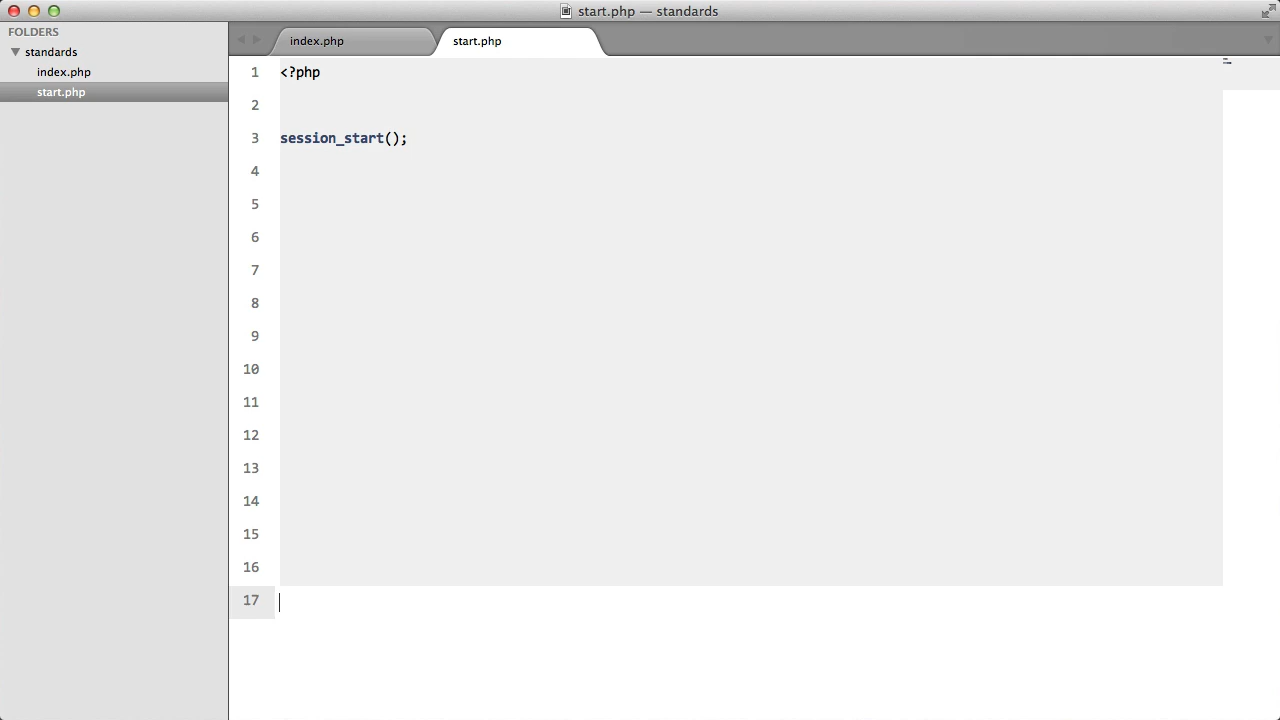 start.php — standards
FOLDERS
standards
index.php
start.php
index.php
start.php
1 <?php
2
3 session_start();
4
5
6
7
8
9
10
11
12
13
14
15
16
17